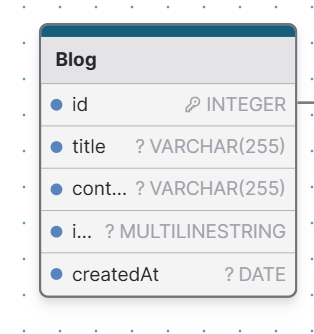 Blog
id INTEGER
title ? VARCHAR(255)
cont... ? VARCHAR(255)
i... ? MULTILINESTRING
createdAt ? DATE